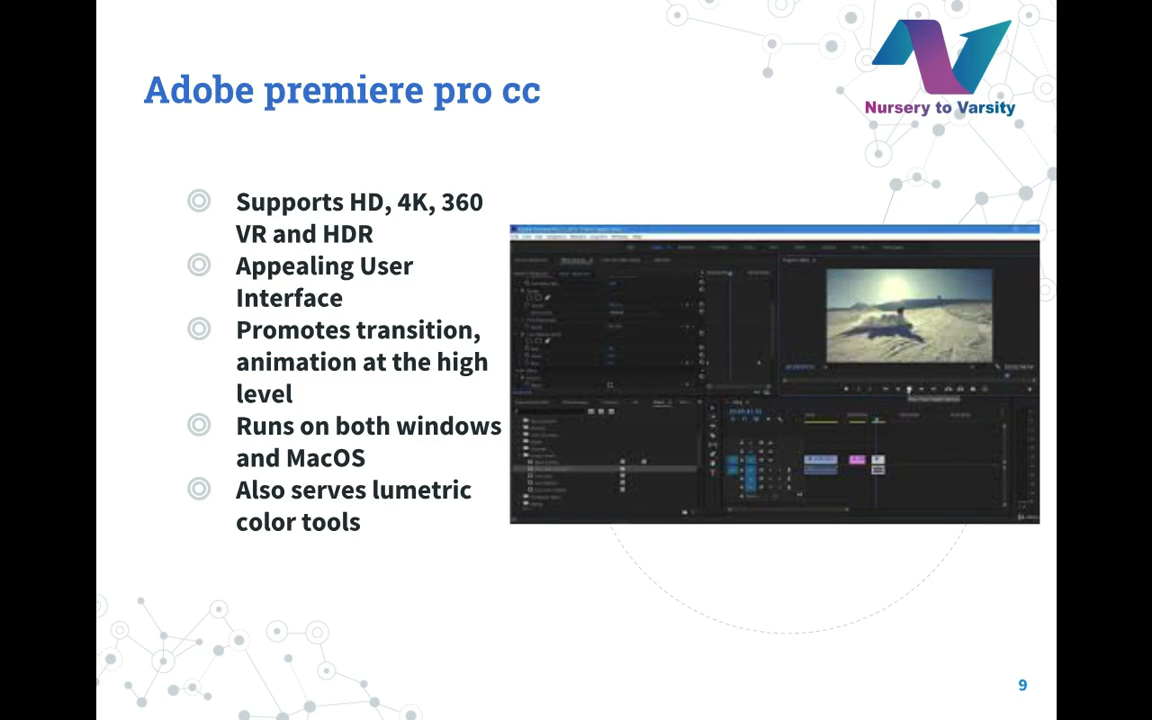 Adobe premiere pro cc
Nursery to Varsity
Supports HD, 4K, 360
VR and HDR
Appealing User
Interface
Promotes transition,
animation at the high
level
Runs on both windows
and MacOS
Also serves lumetric
color tools
9